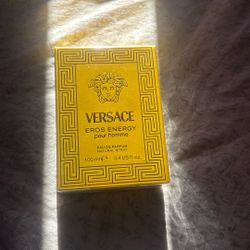 VERSACE
EROS ENERGY
pour homme
EAU DE PARFUM
NATURAL SPRAY
100 ml ℮ 3.4 US fl. oz.